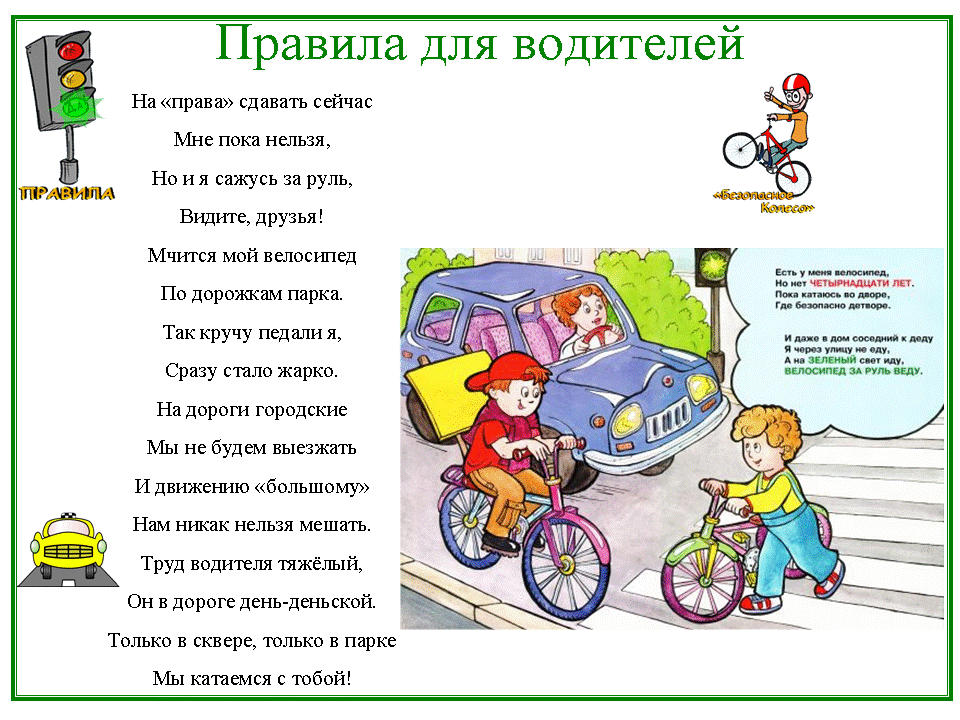 Правила для водителей
ПРАВИЛА
На «права» сдавать сейчас
Мне пока нельзя,
Но и я сажусь за руль,
Видите, друзья!
Мчится мой велосипед
По дорожкам парка.
Так кручу педали я,
Сразу стало жарко.
На дороги городские
Мы не будем выезжать
И движению «большому»
Нам никак нельзя мешать.
Труд водителя тяжёлый,
Он в дороге день-деньской.
Только в сквере, только в парке
Мы катаемся с тобой!
«Безопасное
Колесо»
Есть у меня велосипед,
Но нет ЧЕТЫРНАДЦАТИ ЛЕТ.
Пока катаюсь во дворе,
Где безопасно детворе.
И даже в дом соседний к деду
Я через улицу не еду,
А на ЗЕЛЕНЫЙ свет иду,
ВЕЛОСИПЕД ЗА РУЛЬ ВЕДУ.